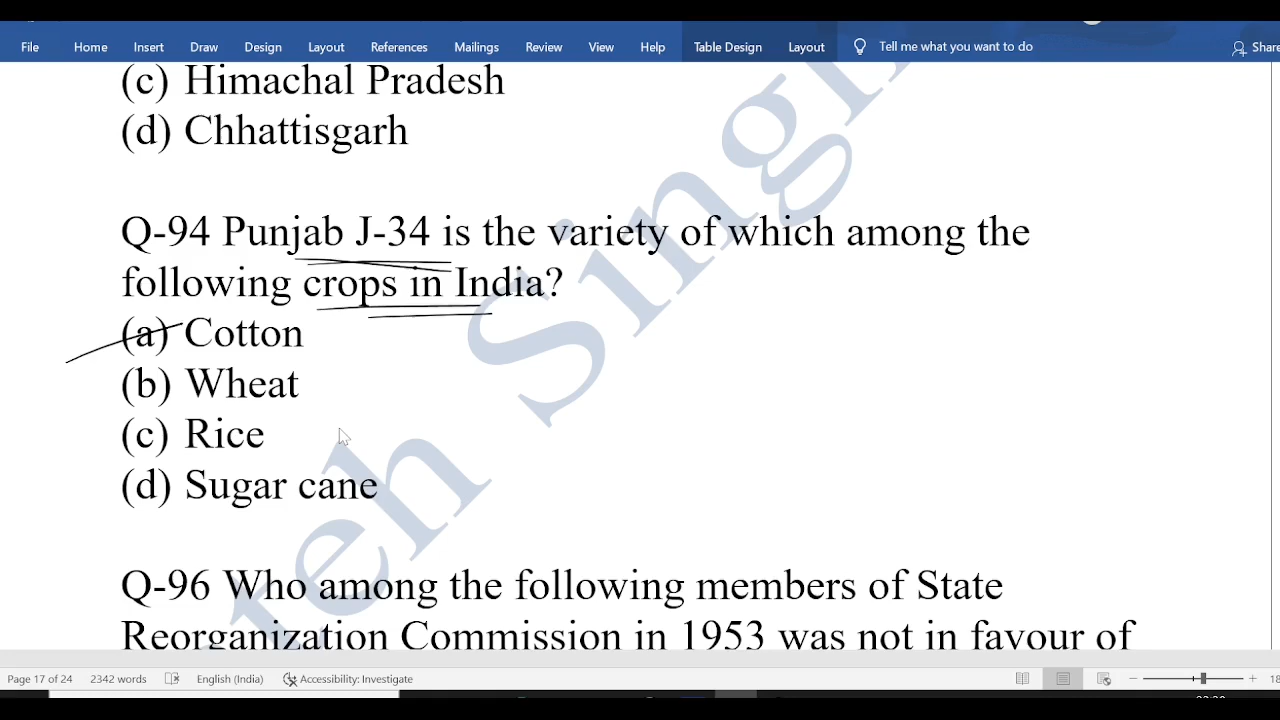 File Home Insert Draw Design Layout References Mailings Review View Help Table Design Layout Tell me what you want to do Share
(c) Himachal Pradesh
(d) Chhattisgarh
Q-94 Punjab J-34 is the variety of which among the
following crops in India?
(a) Cotton
(b) Wheat
(c) Rice
(d) Sugar cane
Q-96 Who among the following members of State
Reorganization Commission in 1953 was not in favour of
teh Singh
Page 17 of 24 2342 words English (India) Accessibility: Investigate